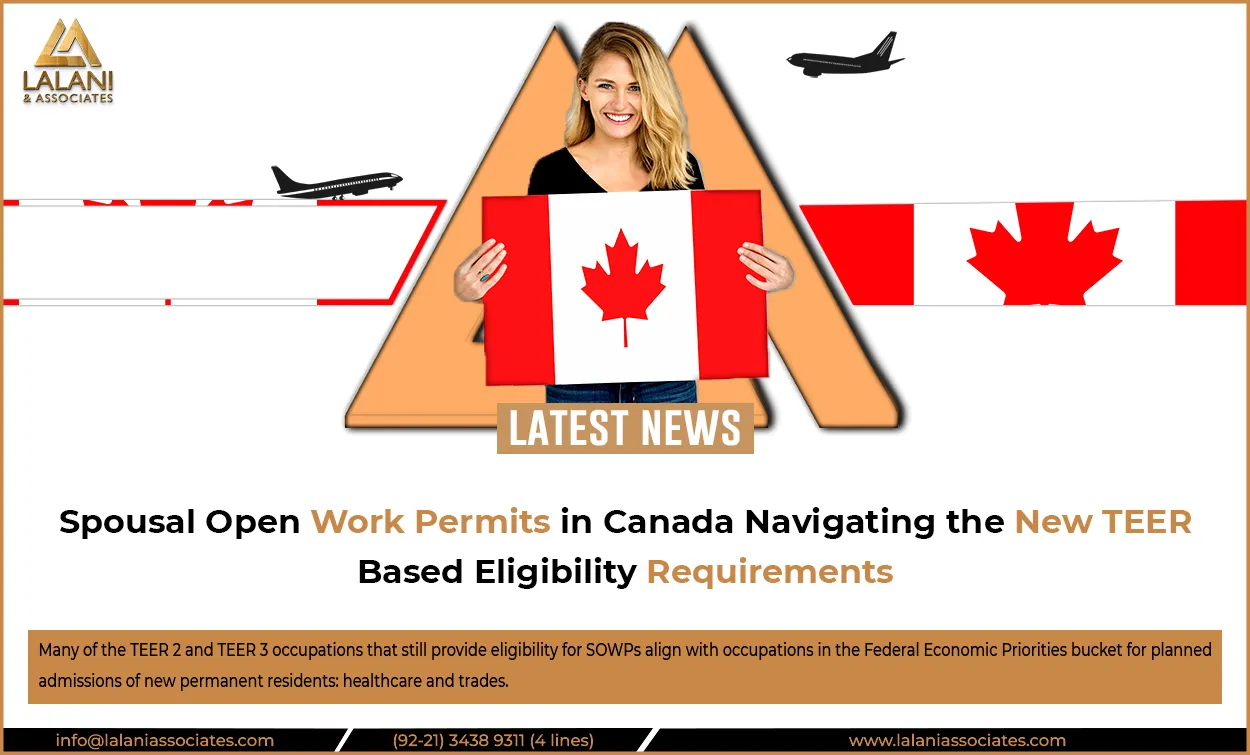 LALANI
& ASSOCIATES
LATEST NEWS
Spousal Open Work Permits in Canada Navigating the New TEER
Based Eligibility Requirements
Many of the TEER 2 and TEER 3 occupations that still provide eligibility for SOWPs align with occupations in the Federal Economic Priorities bucket for planned
admissions of new permanent residents: healthcare and trades.
info@lalaniassociates.com
(92-21) 3438 9311 (4 lines)
www.lalaniassociates.com